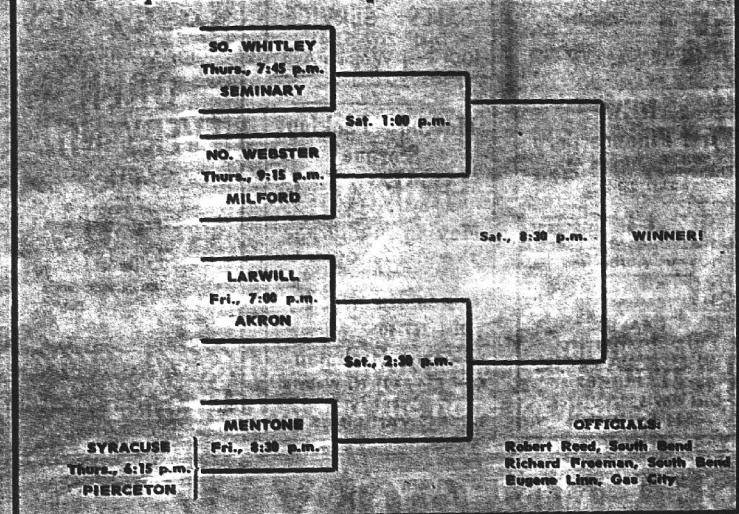 SO. WHITLEY
Thurs., 7:45 p.m.
SEMINARY
Sat. 1:00 p.m.
NO. WEBSTER
Thurs., 9:15 p.m.
MILFORD
Sat., 8:30 p.m.
WINNER!
LARWILL
Fri., 7:00 p.m.
AKRON
Sat., 2:30 p.m.
MENTONE
Fri., 8:30 p.m.
SYRACUSE
Thurs., 6:15 p.m.
PIERCETON
OFFICIALS:
Robert Reed, South Bend
Richard Freeman, South Bend
Eugene Linn, Gas City